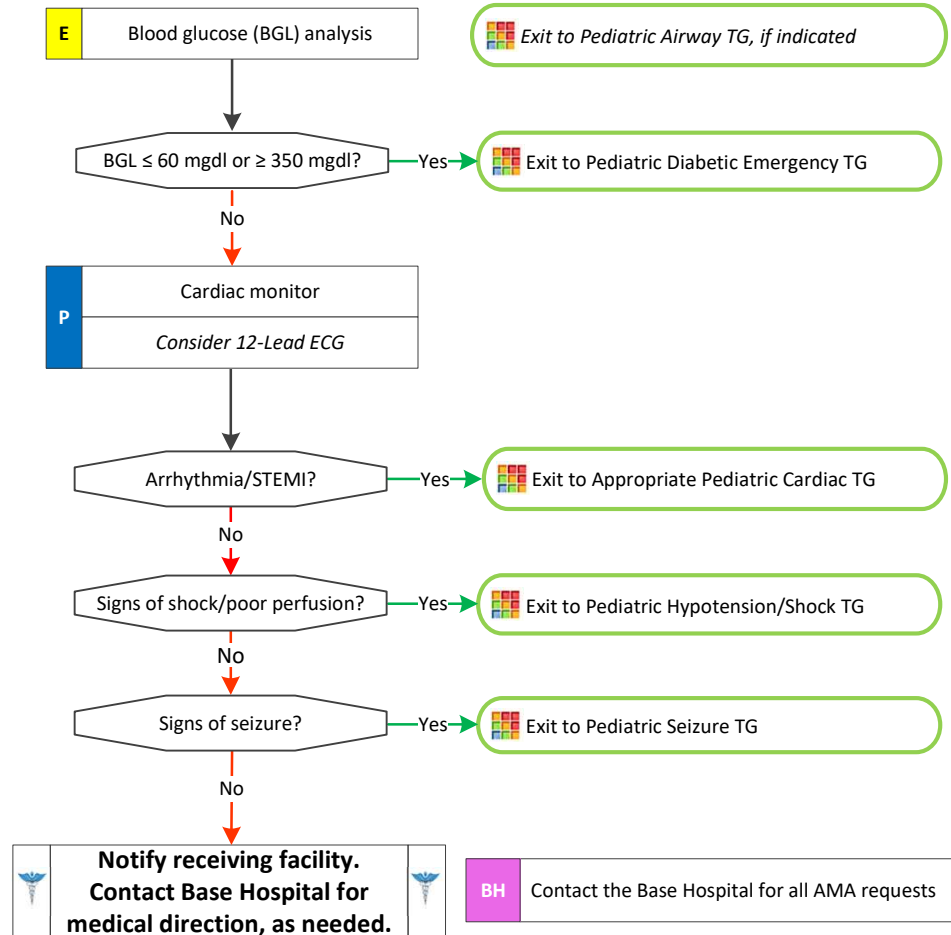 E
Blood glucose (BGL) analysis
Exit to Pediatric Airway TG, if indicated
BGL ≤ 60 mgdl or ≥ 350 mgdl?
Yes
Exit to Pediatric Diabetic Emergency TG
No
P
Cardiac monitor
Consider 12-Lead ECG
Arrhythmia/STEMI?
Yes
Exit to Appropriate Pediatric Cardiac TG
No
Signs of shock/poor perfusion?
Yes
Exit to Pediatric Hypotension/Shock TG
No
Signs of seizure?
Yes
Exit to Pediatric Seizure TG
No
Notify receiving facility.
Contact Base Hospital for
medical direction, as needed.
BH
Contact the Base Hospital for all AMA requests